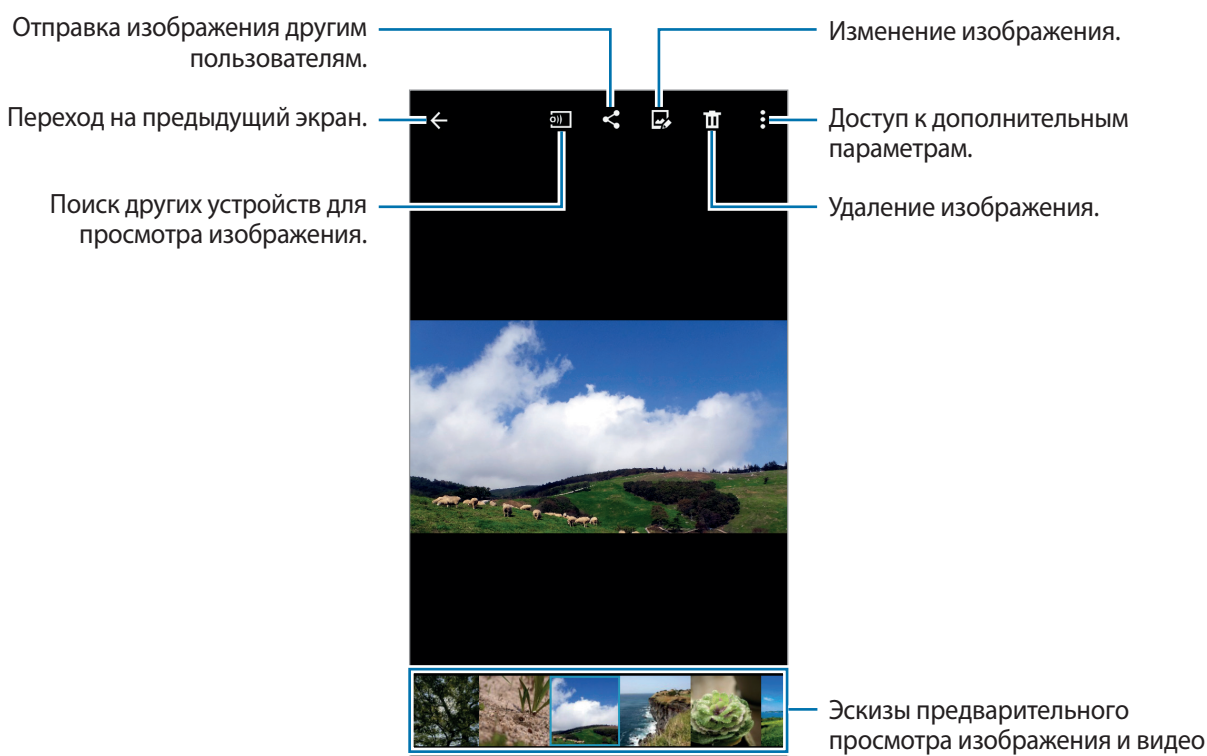 Отправка изображения другим
пользователям.
Изменение изображения.
Переход на предыдущий экран.
Доступ к дополнительным
параметрам.
Поиск других устройств для
просмотра изображения.
Удаление изображения.
Эскизы предварительного
просмотра изображения и видео